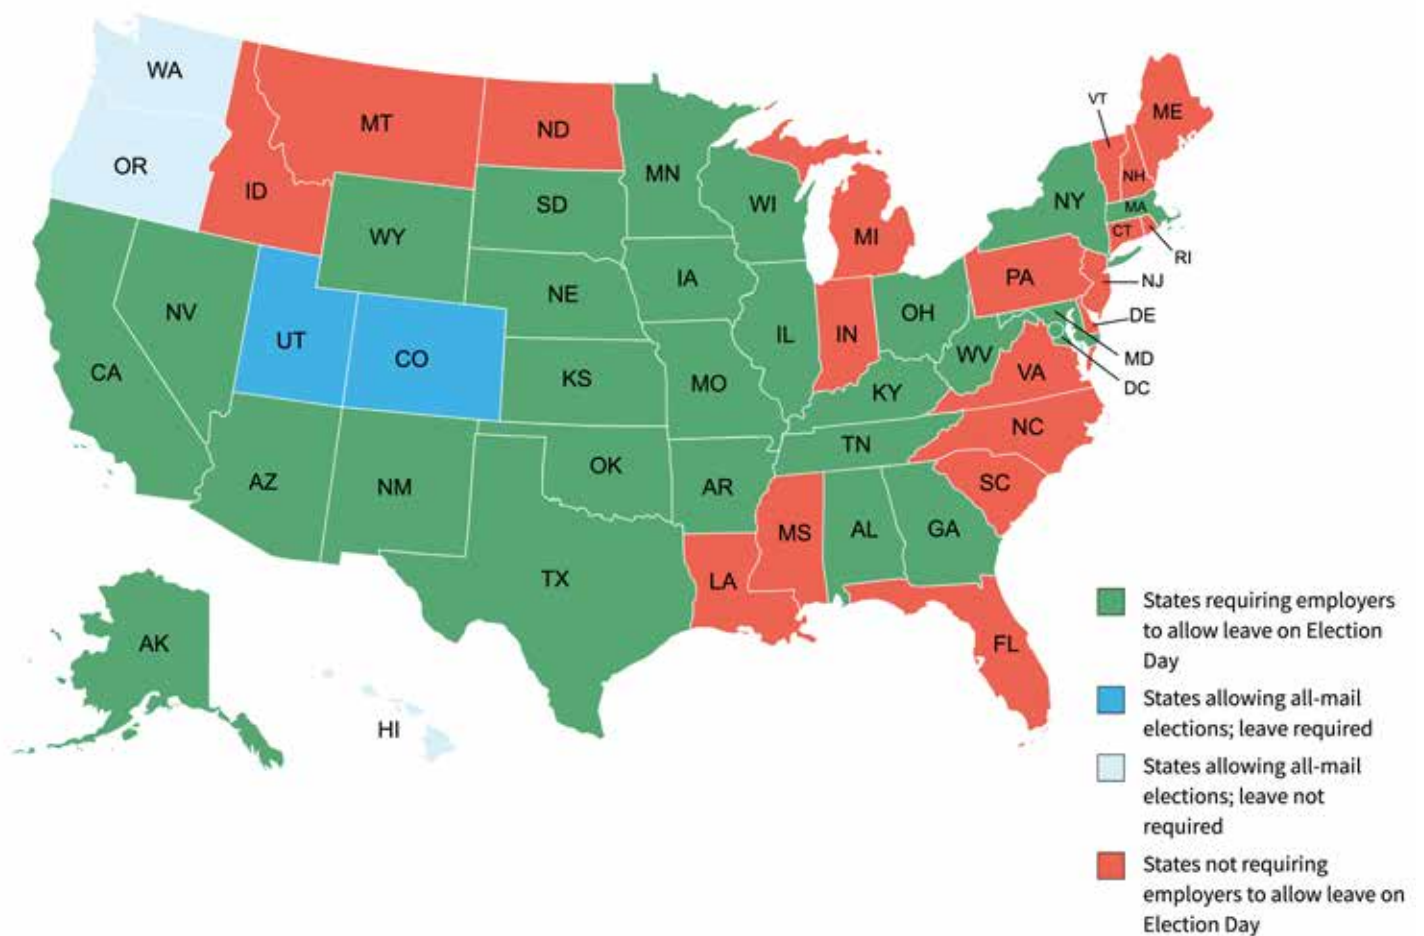 WA
OR
CA
NV
ID
MT
WY
UT
CO
AZ
NM
ND
SD
NE
KS
OK
TX
MN
IA
MO
AR
LA
WI
IL
MI
IN
OH
KY
TN
MS
AL
GA
FL
SC
NC
VA
WV
PA
NY
VT
NH
ME
MA
CT
RI
NJ
DE
MD
DC
AK
HI
States requiring employers
to allow leave on Election
Day
States allowing all-mail
elections; leave required
States allowing all-mail
elections; leave not
required
States not requiring
employers to allow leave on
Election Day